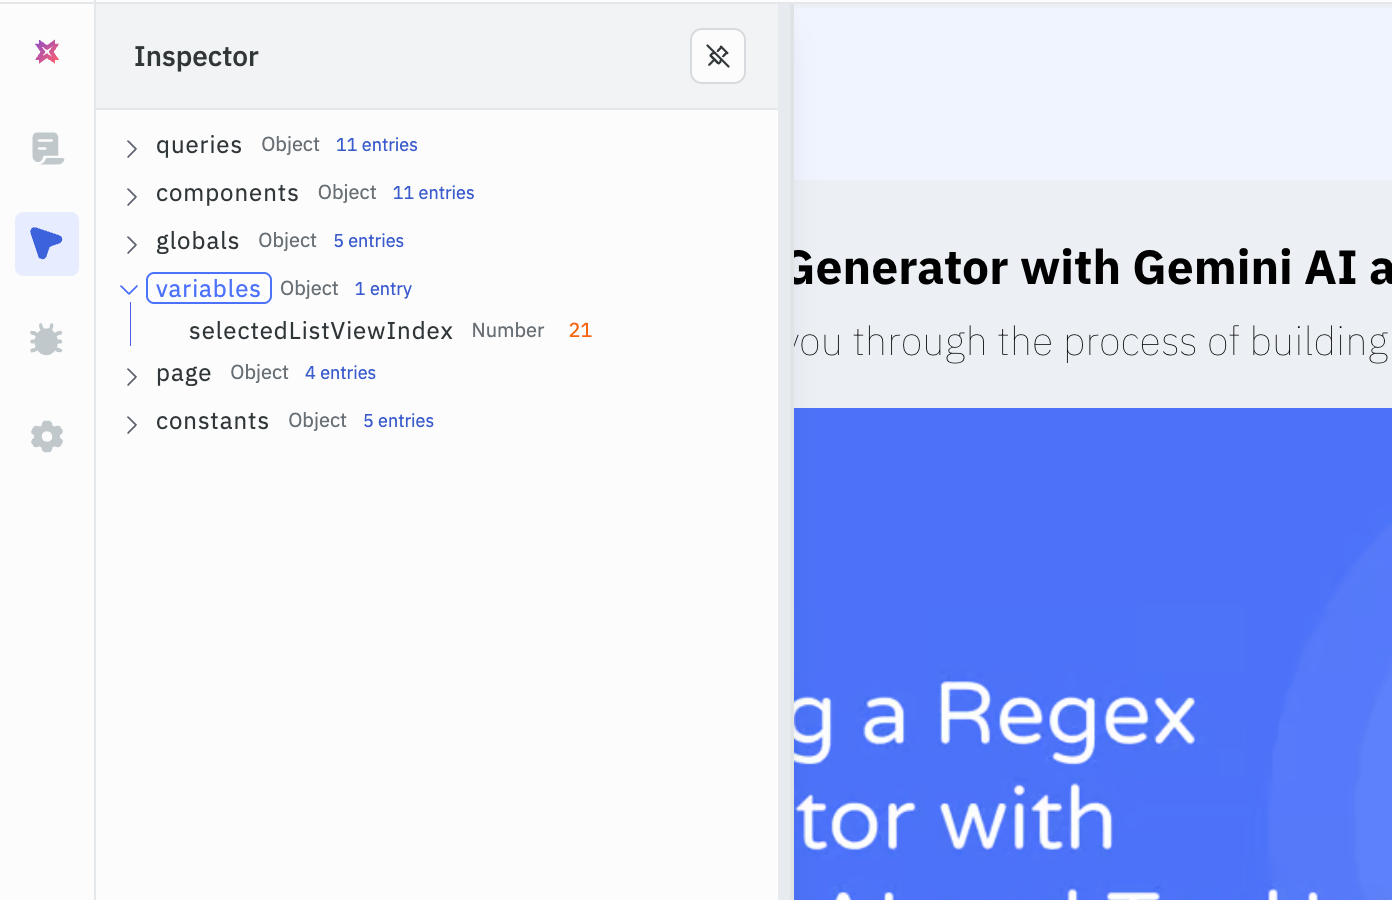 Inspector
queries Object 11 entries
components Object 11 entries
globals Object 5 entries
variables Object 1 entry
selectedListViewIndex Number 21
page Object 4 entries
constants Object 5 entries
Generator with Gemini AI a
you through the process of building
g a Regex
tor with